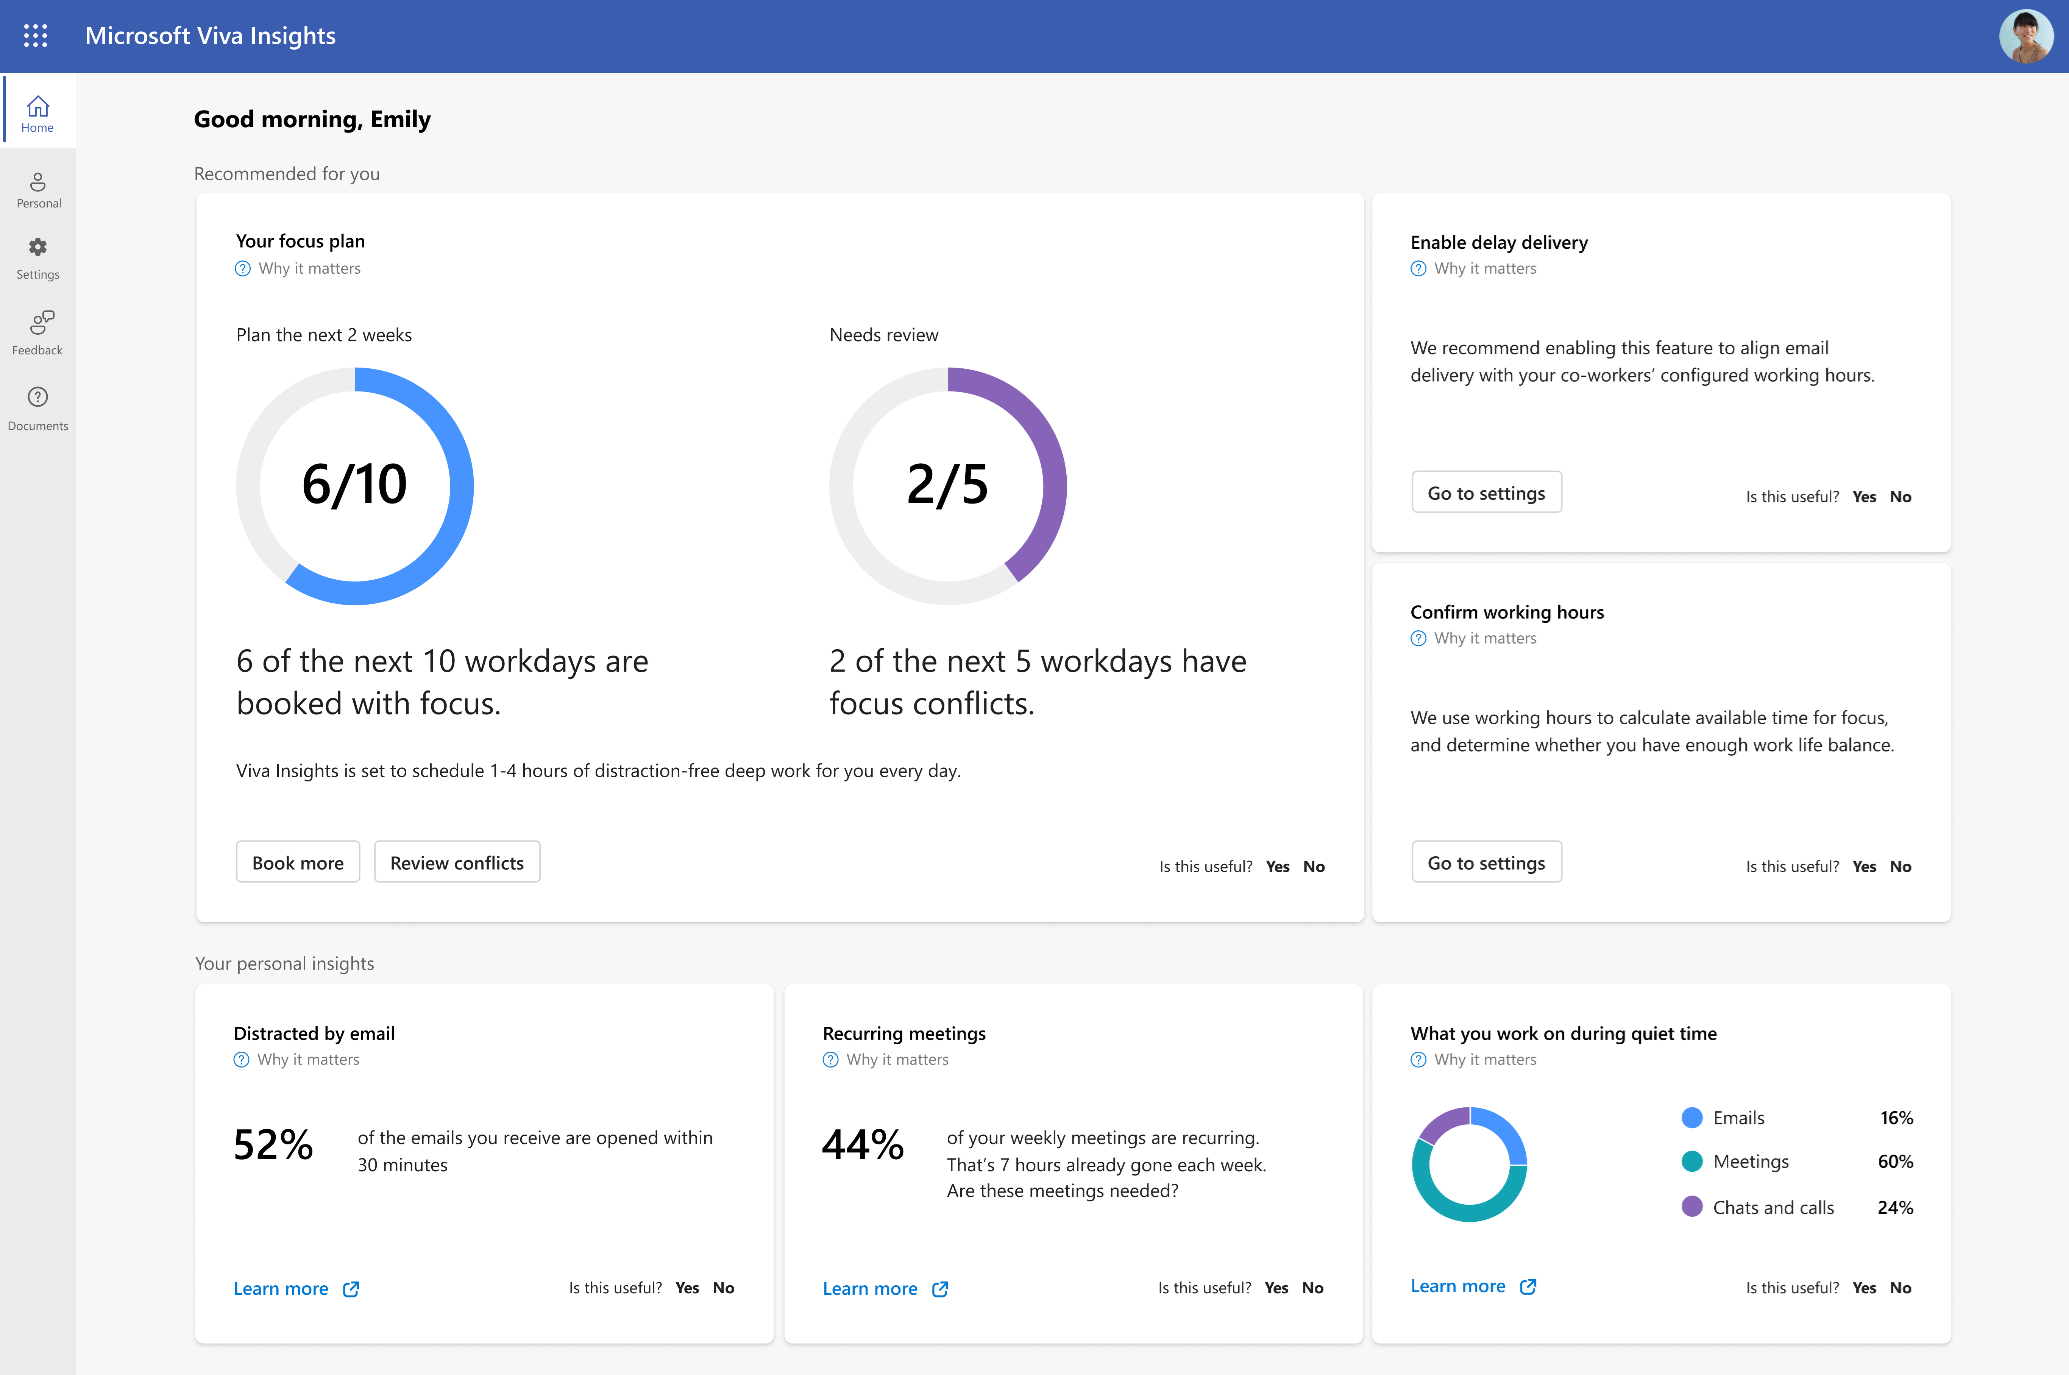 Microsoft Viva Insights
Home
Personal
Settings
Feedback
Documents
Good morning, Emily
Recommended for you
Your focus plan
Why it matters
Plan the next 2 weeks
6/10
6 of the next 10 workdays are
booked with focus.
Needs review
2/5
2 of the next 5 workdays have
focus conflicts.
Viva Insights is set to schedule 1-4 hours of distraction-free deep work for you every day.
Book more
Review conflicts
Is this useful? Yes No
Enable delay delivery
Why it matters
We recommend enabling this feature to align email
delivery with your co-workers’ configured working hours.
Go to settings
Is this useful? Yes No
Confirm working hours
Why it matters
We use working hours to calculate available time for focus,
and determine whether you have enough work life balance.
Go to settings
Is this useful? Yes No
Your personal insights
Distracted by email
Why it matters
52%
of the emails you receive are opened within
30 minutes
Learn more
Is this useful? Yes No
Recurring meetings
Why it matters
44%
of your weekly meetings are recurring.
That’s 7 hours already gone each week.
Are these meetings needed?
Learn more
Is this useful? Yes No
What you work on during quiet time
Why it matters
Emails 16%
Meetings 60%
Chats and calls 24%
Learn more
Is this useful? Yes No